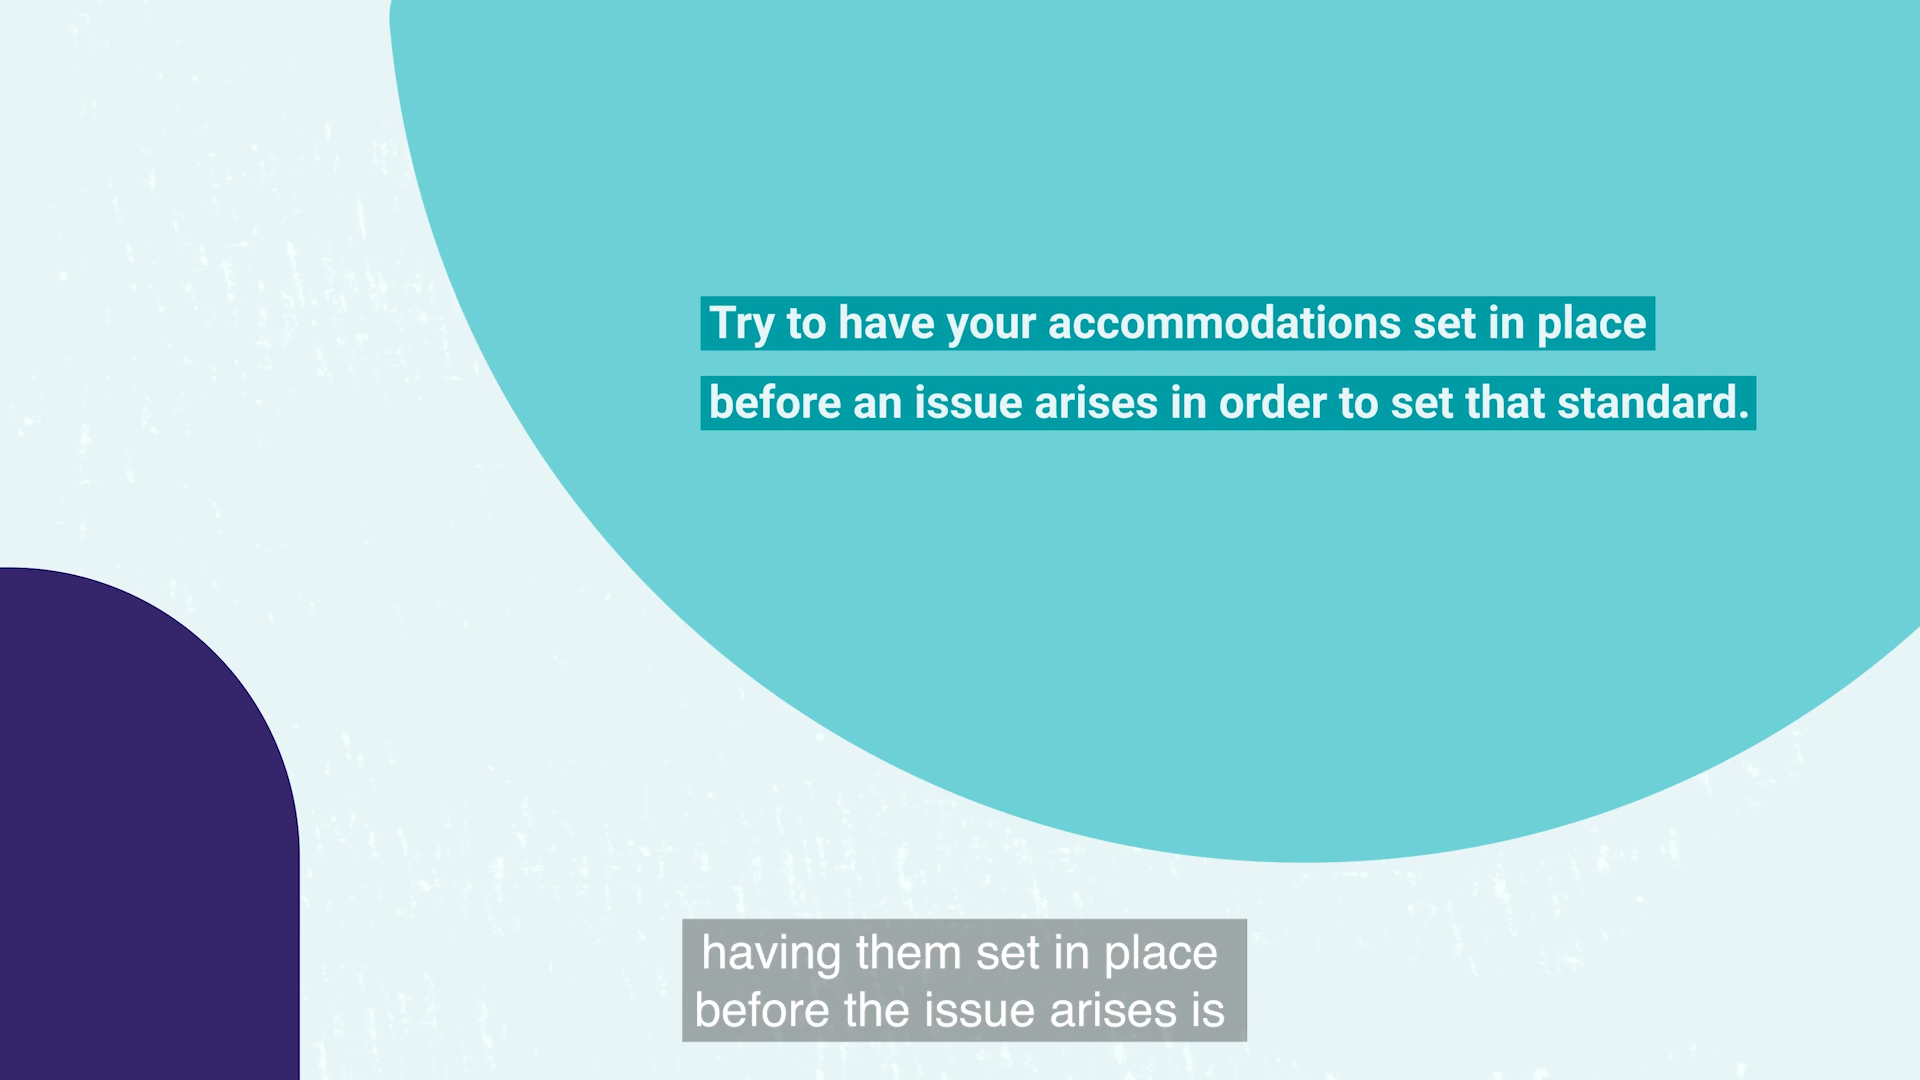 Try to have your accommodations set in place
before an issue arises in order to set that standard.
having them set in place
before the issue arises is